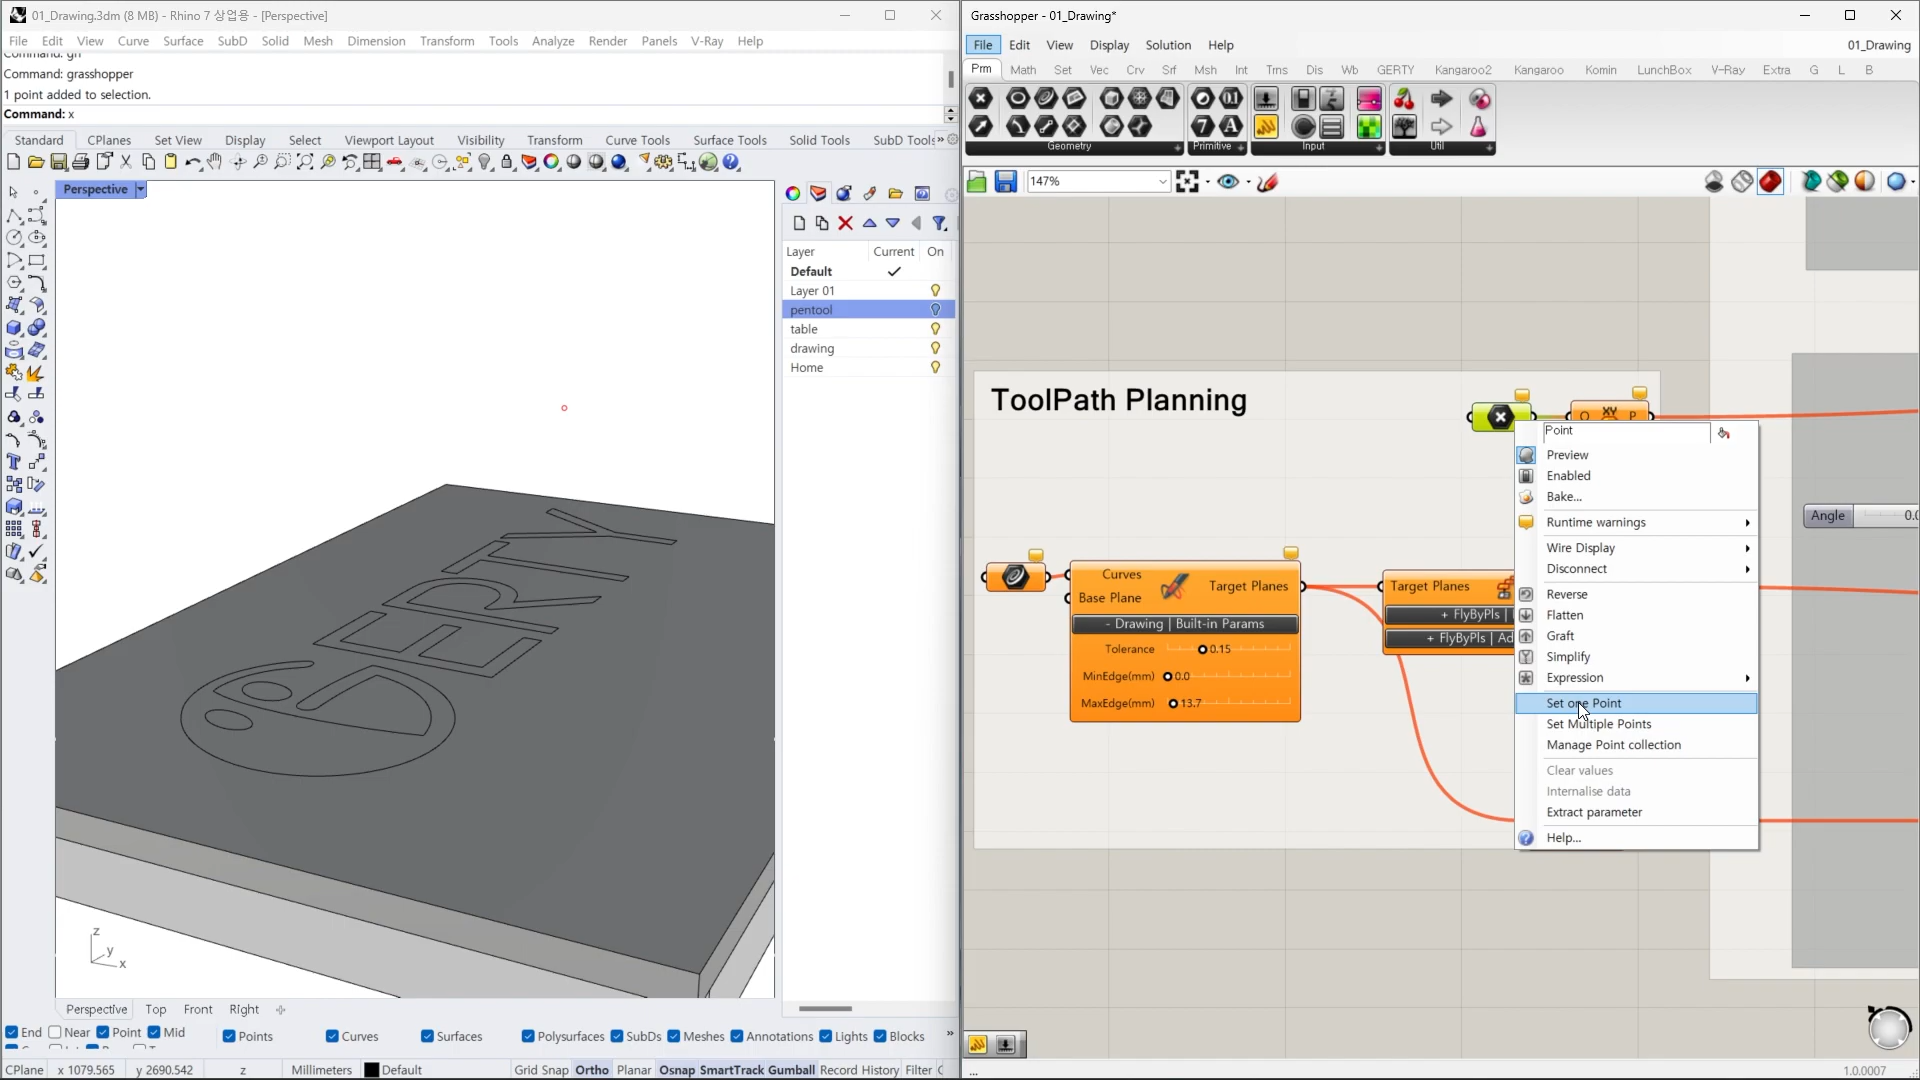 01_Drawing.3dm (8 MB) - Rhino 7 상업용 - [Perspective]
File Edit View Curve Surface SubD Solid Mesh Dimension Transform Tools Analyze Render Panels V-Ray Help
Command: grasshopper
1 point added to selection.
Command: x
Standard CPlanes Set View Display Select Viewport Layout Visibility Transform Curve Tools Surface Tools Solid Tools SubD Tools »
Perspective
Layer Current On
Default
Layer 01
pentool
table
drawing
Home
GERTY
z
y
x
Perspective Top Front Right
End Near Point Mid Points Curves Surfaces Polysurfaces SubDs Meshes Annotations Lights Blocks »
CPlane x 1079.565 y 2690.542 z Millimeters Default Grid Snap Ortho Planar Osnap SmartTrack Gumball Record History Filter
Grasshopper - 01_Drawing*
File Edit View Display Solution Help 01_Drawing
Prm Math Set Vec Crv Srf Msh Int Trns Dis Wb GERTY Kangaroo2 Kangaroo Komin LunchBox V-Ray Extra G L B
Geometry Primitive Input Util
147%
ToolPath Planning
O XY P
Point
Preview
Enabled
Bake...
Runtime warnings
Wire Display
Disconnect
Reverse
Flatten
Graft
Simplify
Expression
Set one Point
Set Multiple Points
Manage Point collection
Clear values
Internalise data
Extract parameter
Help...
Angle 0.0
Curves
Base Plane
Target Planes
- Drawing | Built-in Params
Tolerance 0.15
MinEdge(mm) 0.0
MaxEdge(mm) 13.7
Target Planes
+ FlyByPls |
+ FlyByPls | Ad
...
1.0.0007